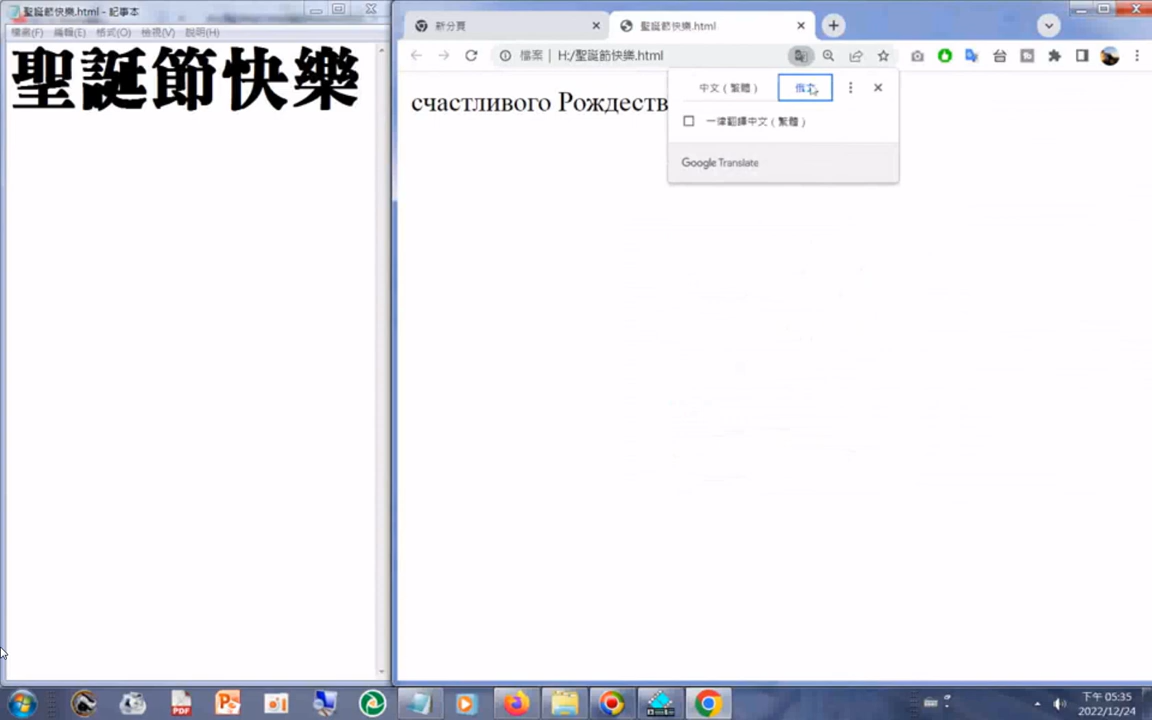 聖誕節快樂.html - 記事本
檔案(F) 編輯(E) 格式(O) 檢視(V) 說明(H)
聖誕節快樂
新分頁
聖誕節快樂.html
檔案 | H:/聖誕節快樂.html
счастливого Рождеств
中文（繁體）
俄文
一律翻譯中文（繁體）
Google Translate
PDF
下午 05:35
2022/12/24